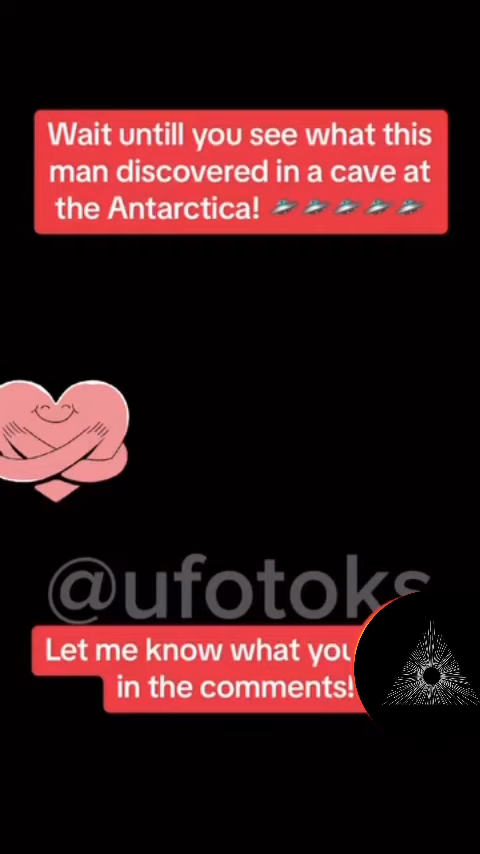 Wait untill you see what this
man discovered in a cave at
the Antarctica! 🛸🛸🛸🛸🛸
@ufotoks
Let me know what you
in the comments!